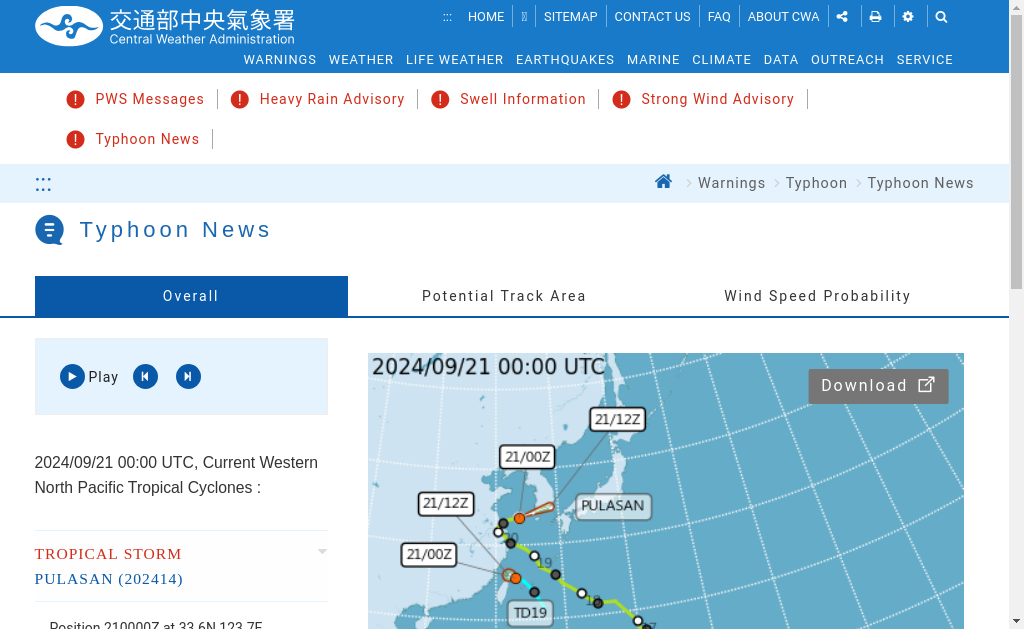 交通部中央氣象署
Central Weather Administration
::: HOME SITEMAP CONTACT US FAQ ABOUT CWA
WARNINGS WEATHER LIFE WEATHER EARTHQUAKES MARINE CLIMATE DATA OUTREACH SERVICE
PWS Messages Heavy Rain Advisory Swell Information Strong Wind Advisory
Typhoon News
::: Warnings Typhoon Typhoon News
Typhoon News
Overall Potential Track Area Wind Speed Probability
Play
2024/09/21 00:00 UTC, Current Western
North Pacific Tropical Cyclones :
TROPICAL STORM
PULASAN (202414)
Position 210000Z at 33.6N 123.7E
2024/09/21 00:00 UTC
Download
21/12Z
21/00Z
21/12Z
PULASAN
21/00Z
19
TD19